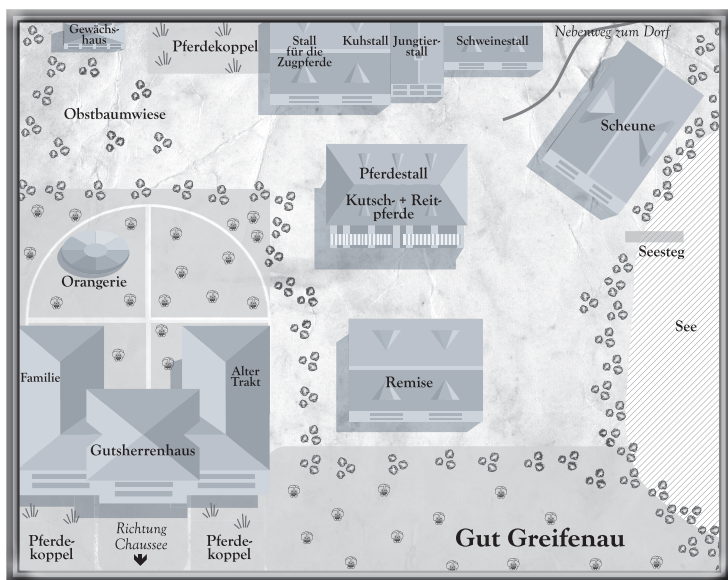 Gewächs-
haus
Pferdekoppel
Stall
für die
Zugpferde
Kuhstall
Jungtier-
stall
Schweinestall
Nebenweg zum Dorf
Obstbaumwiese
Scheune
Pferdestall
Kutsch- + Reit-
pferde
Seesteg
Orangerie
See
Familie
Alter
Trakt
Remise
Gutsherrenhaus
Pferde-
koppel
Richtung
Chaussee
Pferde-
koppel
Gut Greifenau